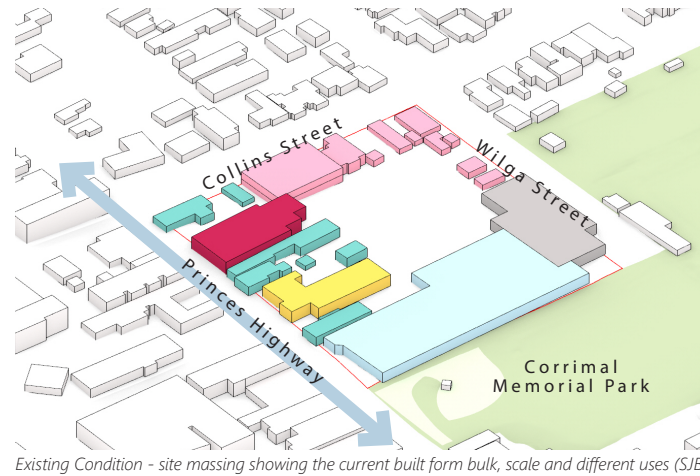 Collins Street
Wilga Street
Princes Highway
Corrimal
Memorial Park
Existing Condition - site massing showing the current built form bulk, scale and different uses (SJB